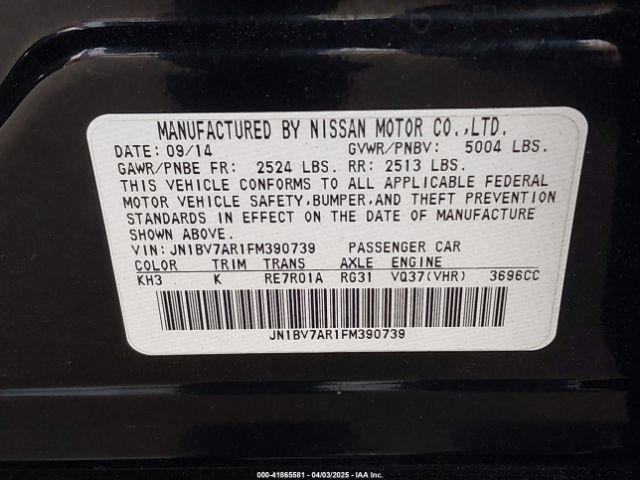 MANUFACTURED BY NISSAN MOTOR CO.,LTD.
DATE: 09/14 GVWR/PNBV: 5004 LBS.
GAWR/PNBE FR: 2524 LBS. RR: 2513 LBS.
THIS VEHICLE CONFORMS TO ALL APPLICABLE FEDERAL
MOTOR VEHICLE SAFETY,BUMPER,AND THEFT PREVENTION
STANDARDS IN EFFECT ON THE DATE OF MANUFACTURE
SHOWN ABOVE.
VIN:JN1BV7AR1FM390739 PASSENGER CAR
COLOR TRIM TRANS AXLE ENGINE
KH3 K RE7R01A RG31 VQ37(VHR) 3696CC
JN1BV7AR1FM390739
000-41865581 - 04/03/2025 - IAA, Inc.